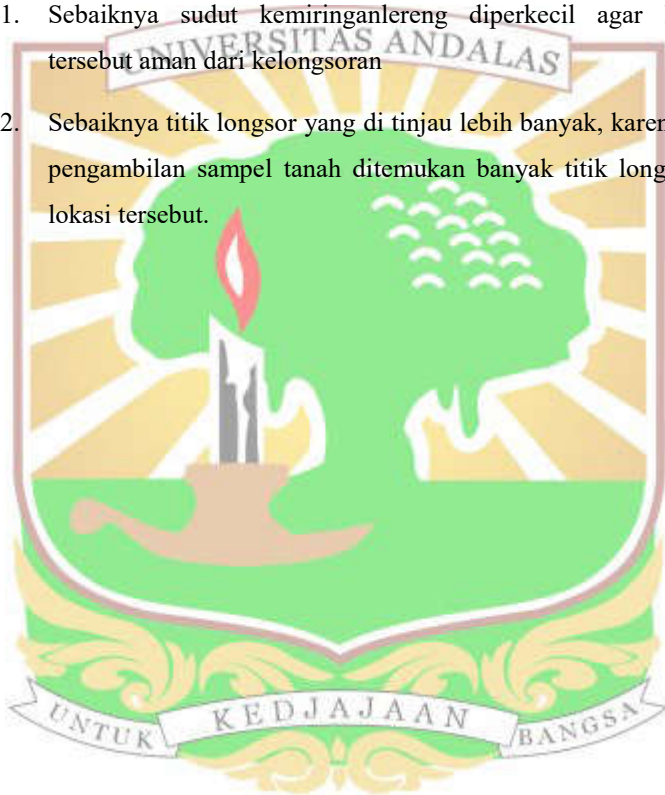 1. Sebaiknya sudut kemiringanlereng diperkecil agar
UNIVERSITAS ANDALAS
tersebut aman dari kelongsoran
2. Sebaiknya titik longsor yang di tinjau lebih banyak, karen
pengambilan sampel tanah ditemukan banyak titik long
lokasi tersebut.
UNTUK KEDJAJAAN BANGSA